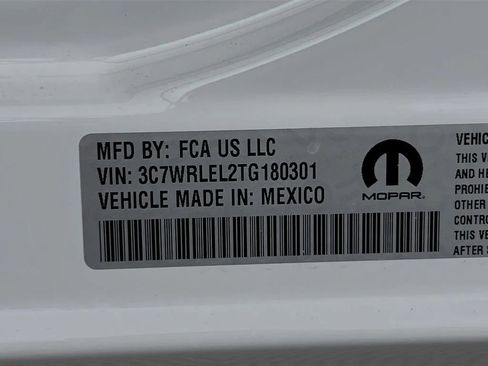 MFD BY: FCA US LLC
VIN: 3C7WRLEL2TG180301
VEHICLE MADE IN: MEXICO
MOPAR
VEHIC
THIS V
AND HE
PROHIB
OTHER
CONTRO
THIS VE
AFTER S